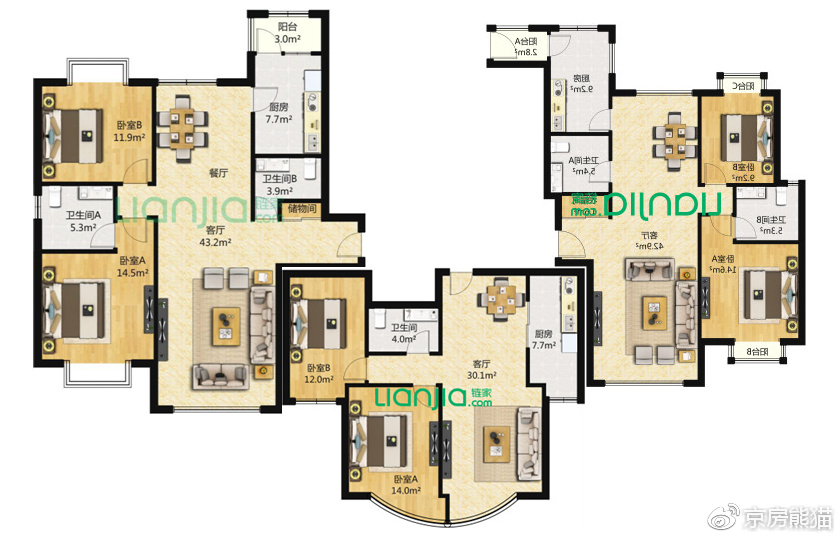 阳台
3.0m²
厨房
7.7m²
卧室B
11.9m²
餐厅
卫生间B
3.9m²
卫生间A
5.3m²
储物间
Lianjia 链家.com
客厅
43.2m²
卧室A
14.5m²
卧室B
12.0m²
卫生间
4.0m²
客厅
30.1m²
厨房
7.7m²
Lianjia 链家.com
卧室A
14.0m²
阳台A
2.8m²
厨房
9.2m²
阳台C
卫生间A
5.4m²
卧室B
9.2m²
Lianjia .com
卫生间B
5.3m²
客厅
42.9m²
卧室A
14.6m²
阳台B
京房熊猫